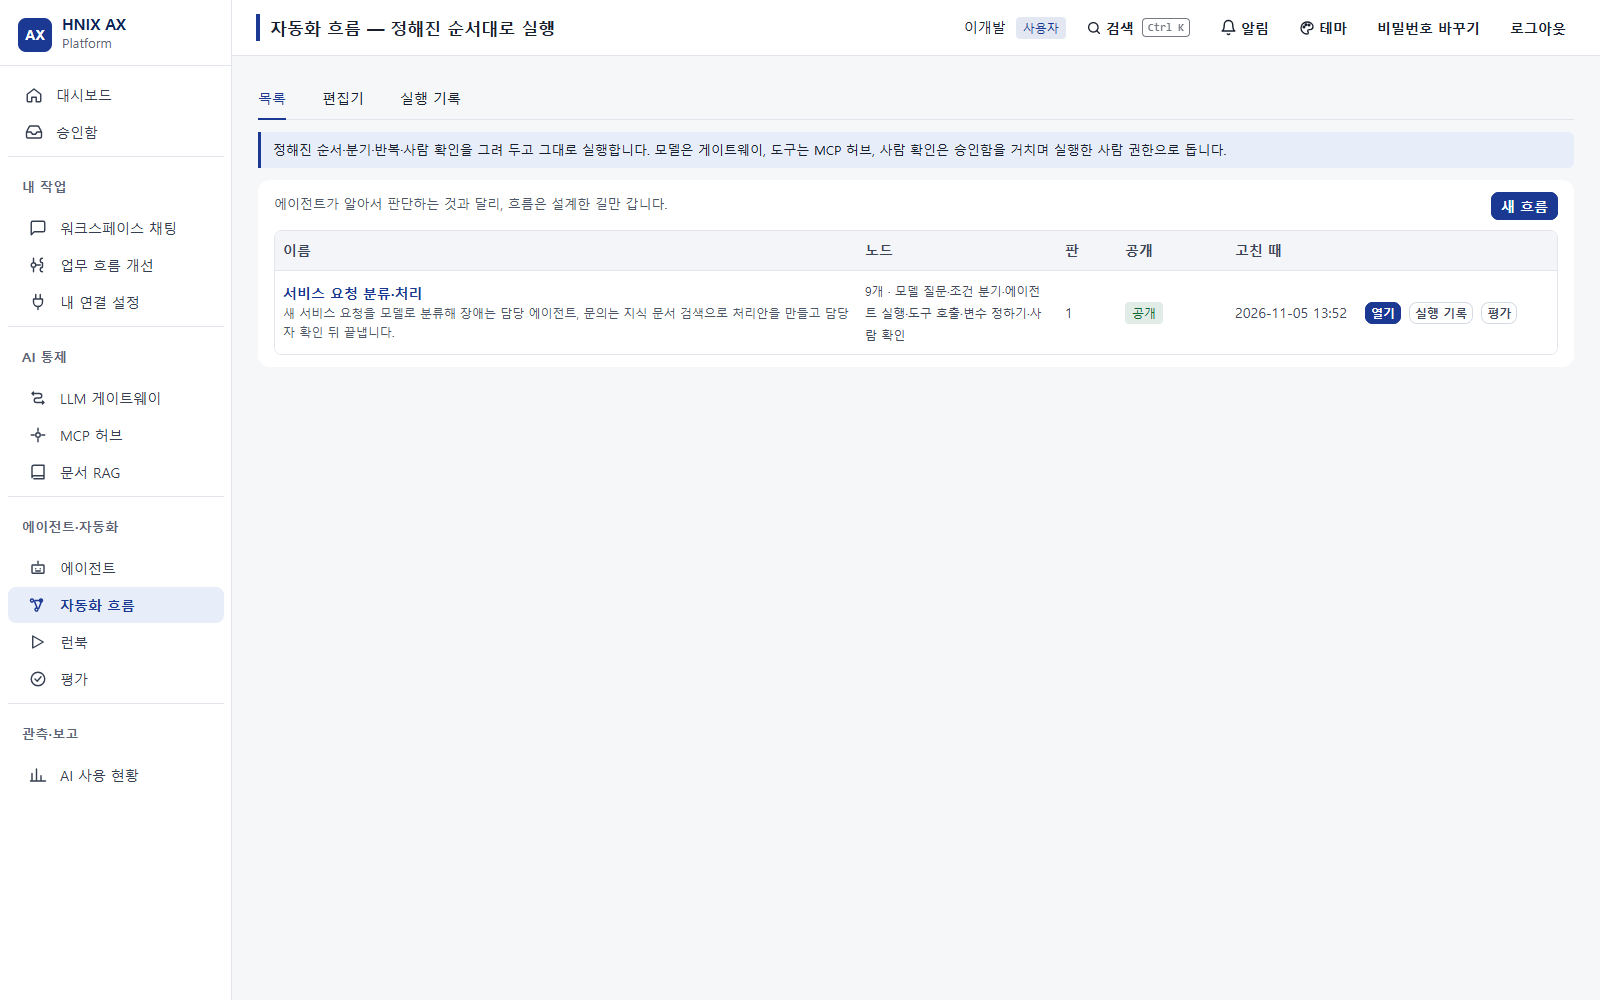 AX
HNIX AX
Platform
자동화 흐름 — 정해진 순서대로 실행
이개발
사용자
검색
Ctrl K
알림
테마
비밀번호 바꾸기
로그아웃
대시보드
승인함
내 작업
워크스페이스 채팅
업무 흐름 개선
내 연결 설정
AI 통제
LLM 게이트웨이
MCP 허브
문서 RAG
에이전트·자동화
에이전트
자동화 흐름
런북
평가
관측·보고
AI 사용 현황
목록
편집기
실행 기록
정해진 순서·분기·반복·사람 확인을 그려 두고 그대로 실행합니다. 모델은 게이트웨이, 도구는 MCP 허브, 사람 확인은 승인함을 거치며 실행한 사람 권한으로 돕니다.
에이전트가 알아서 판단하는 것과 달리, 흐름은 설계한 길만 갑니다.
새 흐름
이름
노드
판
공개
고친 때
서비스 요청 분류·처리
새 서비스 요청을 모델로 분류해 장애는 담당 에이전트, 문의는 지식 문서 검색으로 처리안을 만들고 담당
자 확인 뒤 끝냅니다.
9개 · 모델 질문·조건 분기·에이전
트 실행·도구 호출·변수 정하기·사
람 확인
1
공개
2026-11-05 13:52
열기
실행 기록
평가